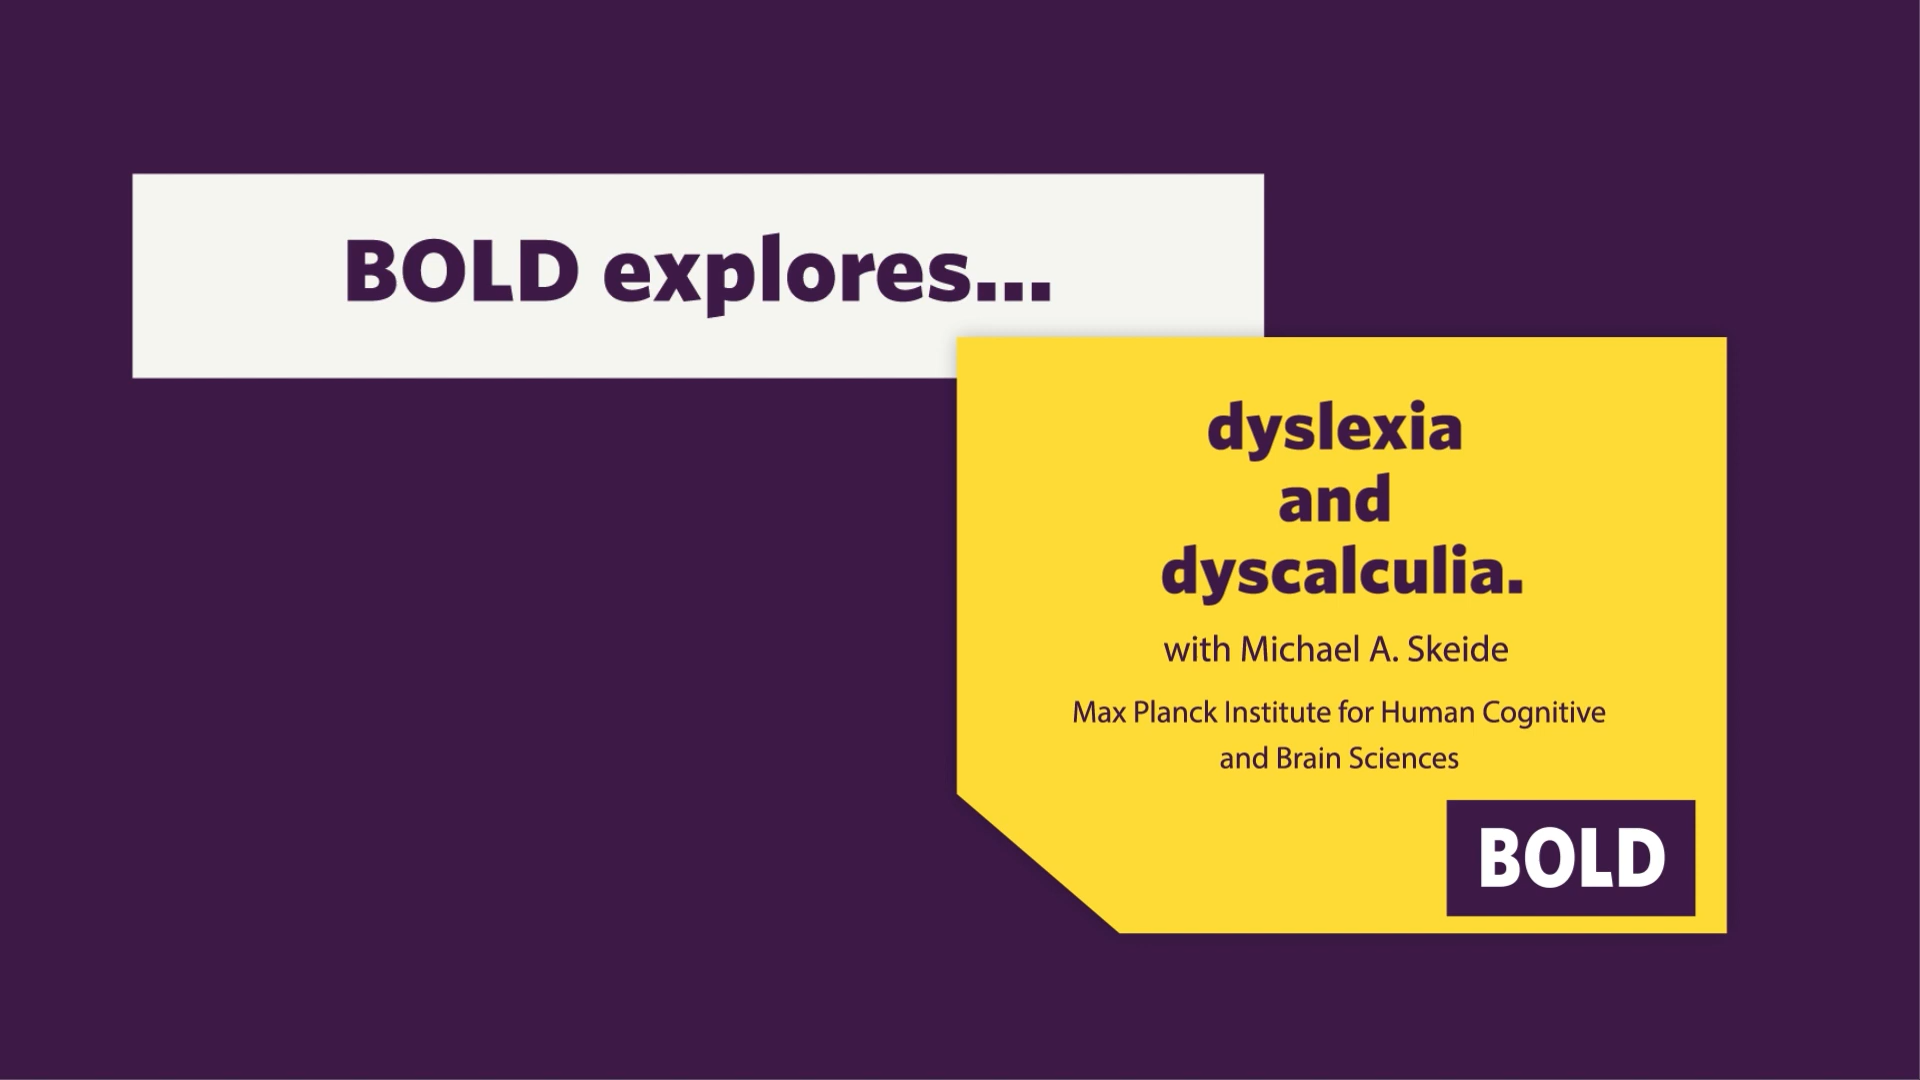 BOLD explores...
dyslexia
and
dyscalculia.
with Michael A. Skeide
Max Planck Institute for Human Cognitive
and Brain Sciences
BOLD